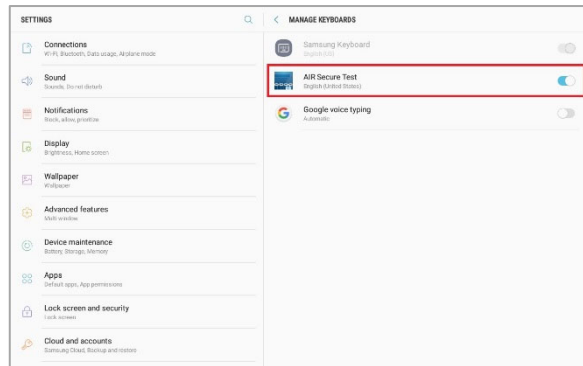 SETTINGS
Connections
Wi-Fi, Bluetooth, Data usage, Airplane mode
Sound
Sounds, Do not disturb
Notifications
Block, allow, prioritize
Display
Brightness, Home screen
Wallpaper
Wallpaper
Advanced features
Multi window
Device maintenance
Battery, Storage, Memory
Apps
Default apps, App permissions
Lock screen and security
Lock screen
Cloud and accounts
Samsung Cloud, Backup and restore
MANAGE KEYBOARDS
Samsung Keyboard
English (US)
AIR Secure Test
English (United States)
Google voice typing
Automatic